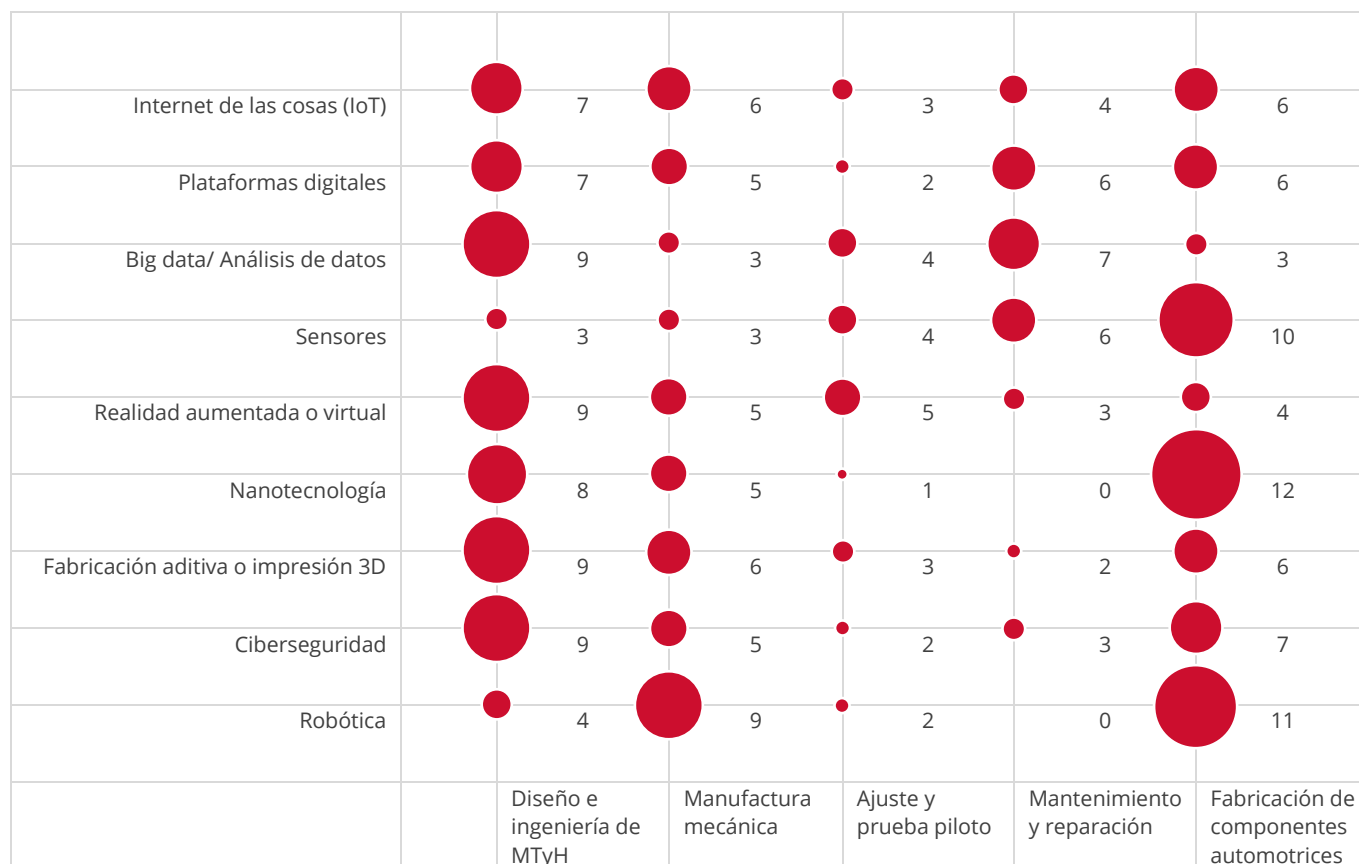 Internet de las cosas (IoT) 7 6 3 4 6
Plataformas digitales 7 5 2 6 6
Big data/ Análisis de datos 9 3 4 7 3
Sensores 3 3 4 6 10
Realidad aumentada o virtual 9 5 5 3 4
Nanotecnología 8 5 1 0 12
Fabricación aditiva o impresión 3D 9 6 3 2 6
Ciberseguridad 9 5 2 3 7
Robótica 4 9 2 0 11
Diseño e
ingeniería de
MTyH
Manufactura
mecánica
Ajuste y
prueba piloto
Mantenimiento
y reparación
Fabricación de
componentes
automotrices